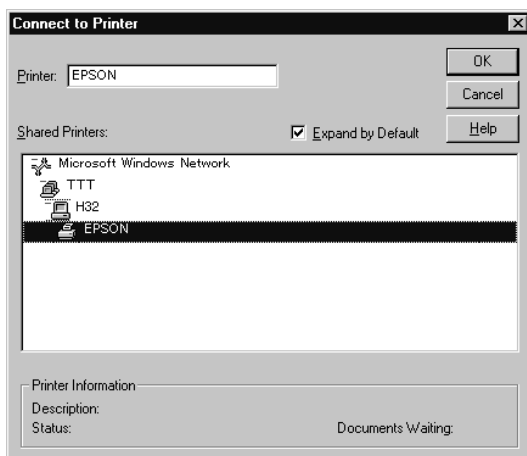 Connect to Printer
Printer: EPSON
OK
Cancel
Help
Shared Printers:
Expand by Default
Microsoft Windows Network
TTT
H32
EPSON
Printer Information
Description:
Status:
Documents Waiting: